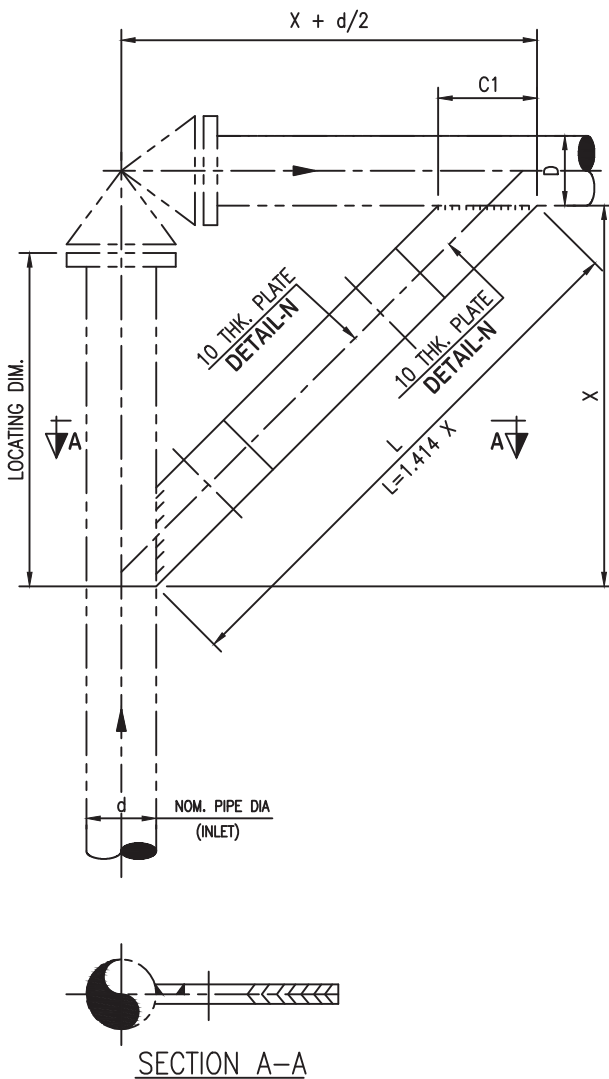 X + d/2
C1
D
10 THK. PLATE
DETAIL-N
10 THK. PLATE
DETAIL-N
LOCATING DIM.
X
A
A
L
L=1.414 X
d
NOM. PIPE DIA
(INLET)
SECTION A-A